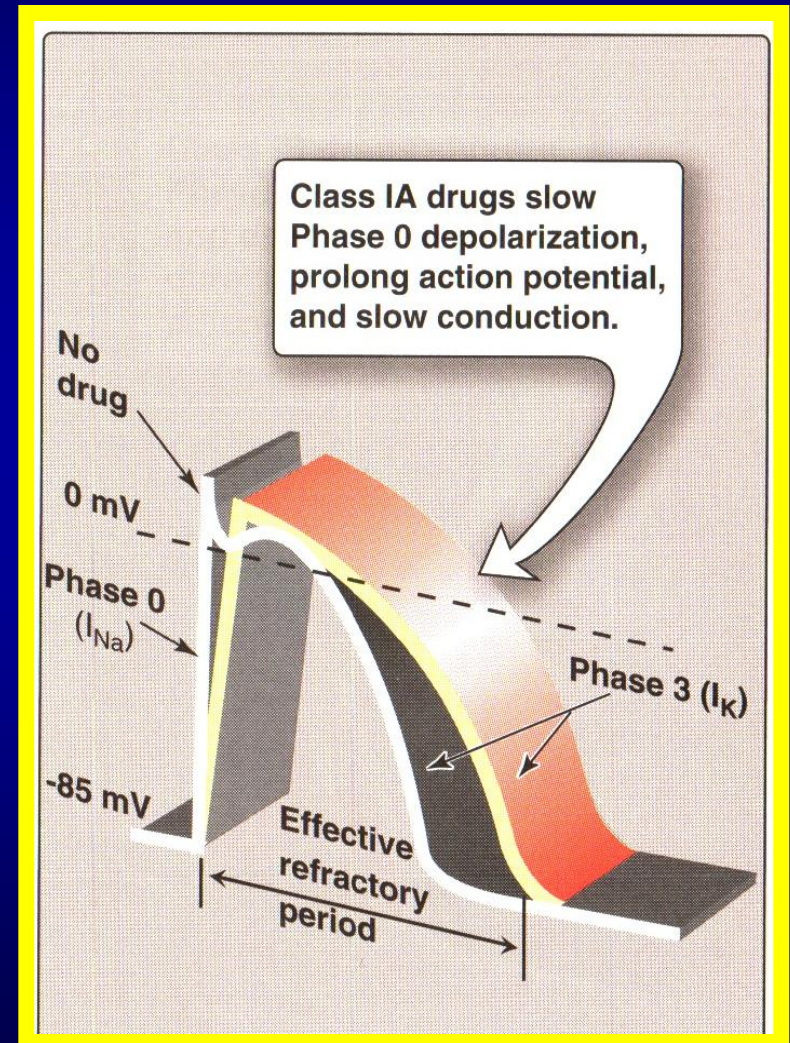 Class IA drugs slow
Phase 0 depolarization,
prolong action potential,
and slow conduction.
No
drug
0 mV
Phase 0
(INa)
Phase 3 (IK)
-85 mV
Effective
refractory
period